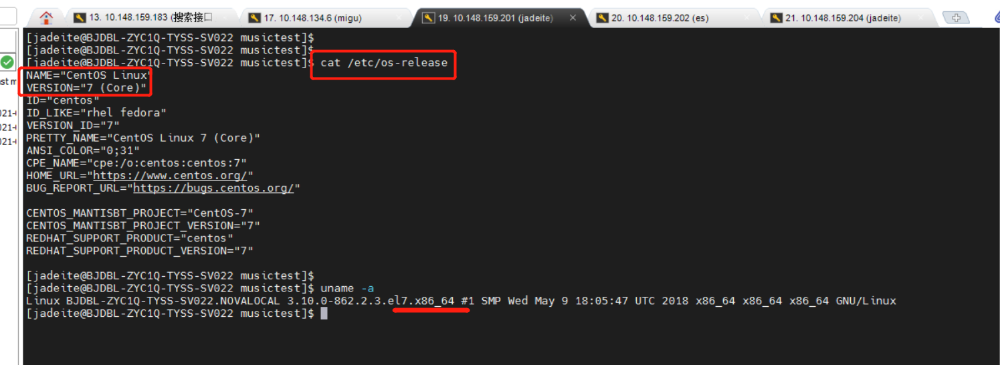 13. 10.148.159.183 (搜索接口
17. 10.148.134.6 (migu)
19. 10.148.159.201 (jadeite)
20. 10.148.159.202 (es)
21. 10.148.159.204 (jadeite)
[jadeite@BJDBL-ZYC1Q-TYSS-SV022 musictest]$
[jadeite@BJDBL-ZYC1Q-TYSS-SV022 musictest]$
[jadeite@BJDBL-ZYC1Q-TYSS-SV022 musictest]$ cat /etc/os-release
NAME="CentOS Linux"
VERSION="7 (Core)"
ID="centos"
ID_LIKE="rhel fedora"
VERSION_ID="7"
PRETTY_NAME="CentOS Linux 7 (Core)"
ANSI_COLOR="0;31"
CPE_NAME="cpe:/o:centos:centos:7"
HOME_URL="https://www.centos.org/"
BUG_REPORT_URL="https://bugs.centos.org/"
CENTOS_MANTISBT_PROJECT="CentOS-7"
CENTOS_MANTISBT_PROJECT_VERSION="7"
REDHAT_SUPPORT_PRODUCT="centos"
REDHAT_SUPPORT_PRODUCT_VERSION="7"
[jadeite@BJDBL-ZYC1Q-TYSS-SV022 musictest]$
[jadeite@BJDBL-ZYC1Q-TYSS-SV022 musictest]$ uname -a
Linux BJDBL-ZYC1Q-TYSS-SV022.NOVALOCAL 3.10.0-862.2.3.el7.x86_64 #1 SMP Wed May 9 18:05:47 UTC 2018 x86_64 x86_64 x86_64 GNU/Linux
[jadeite@BJDBL-ZYC1Q-TYSS-SV022 musictest]$